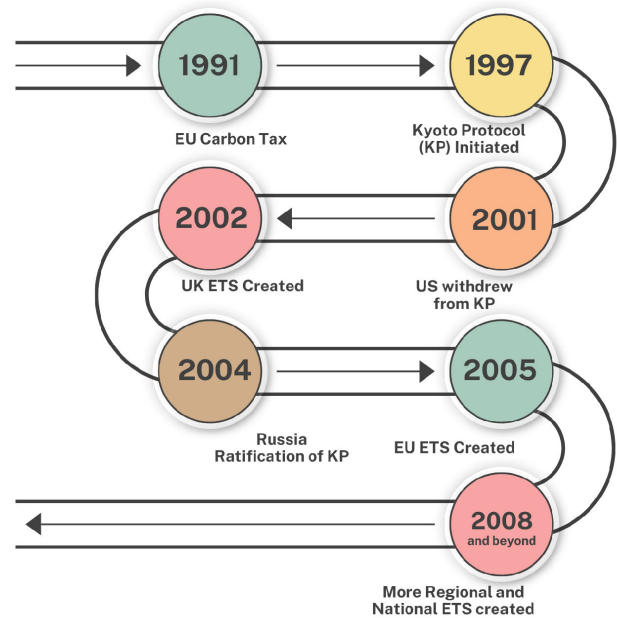 1991
1997
EU Carbon Tax
Kyoto Protocol
(KP) Initiated
2002
2001
UK ETS Created
US withdrew
from KP
2004
2005
Russia
Ratification of KP
EU ETS Created
2008
and beyond
More Regional and
National ETS created